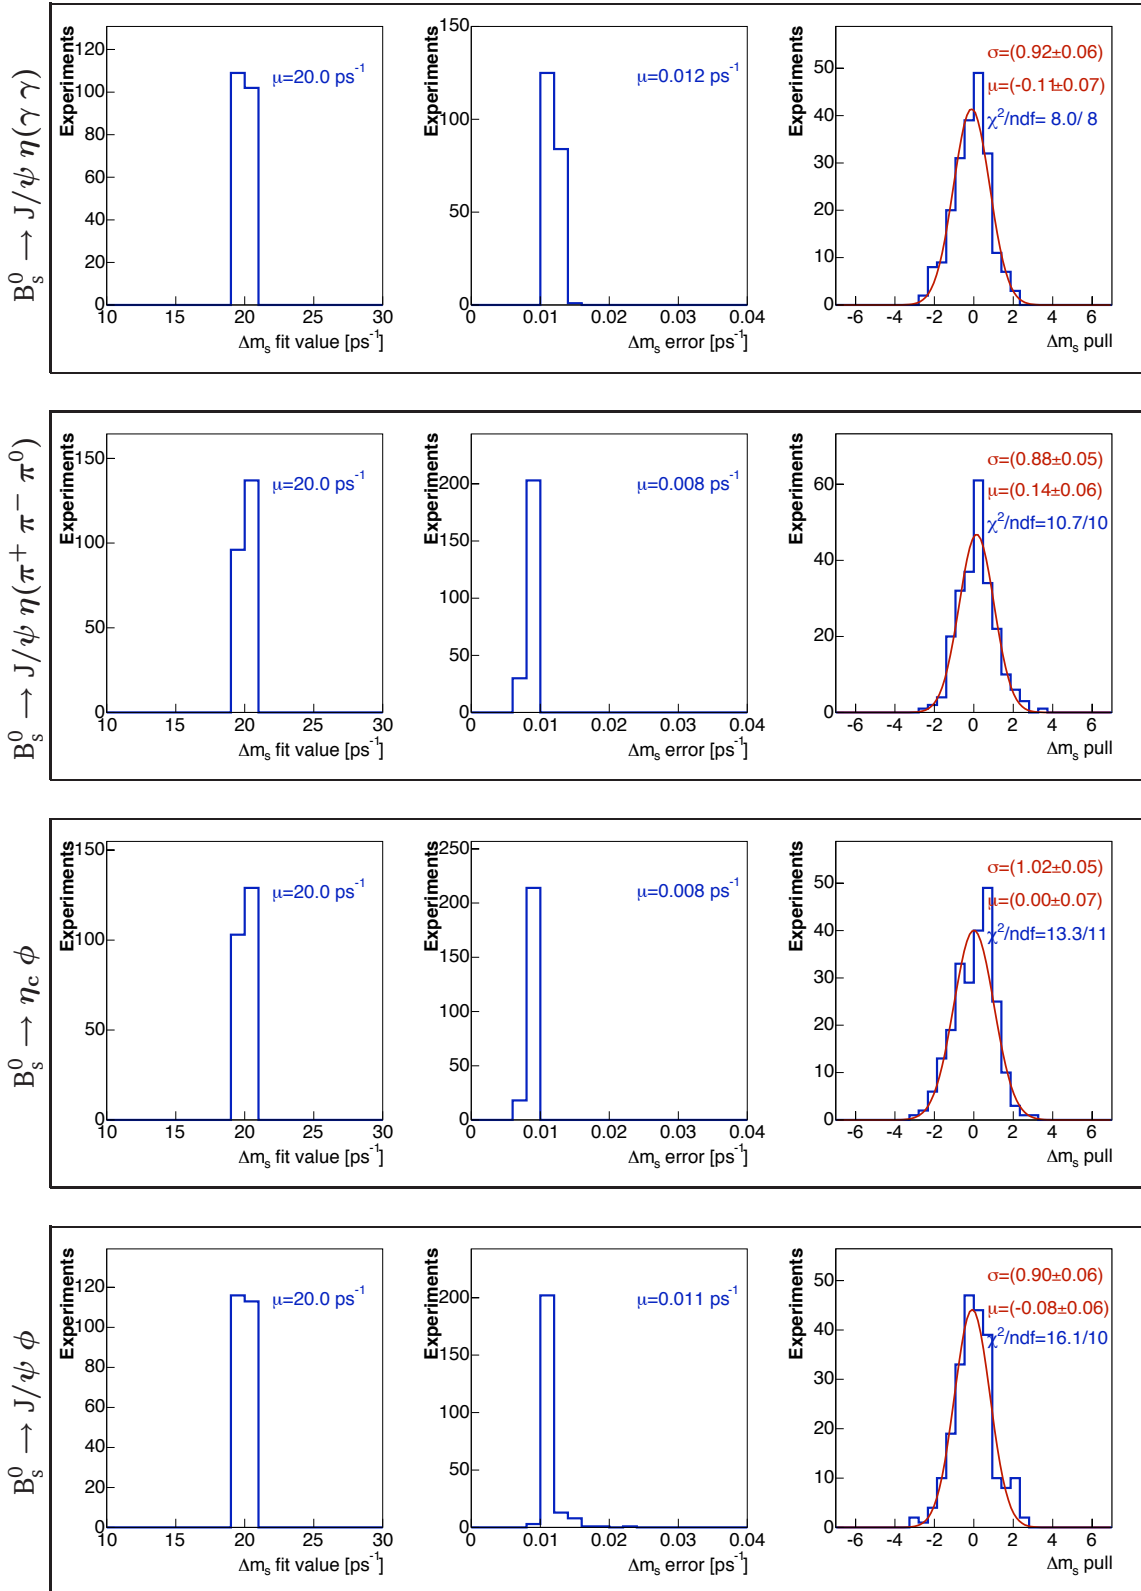 B⁰ₛ → J/ψ η(γ γ)
Experiments
120
100
80
60
40
20
0
10 15 20 25 30
μ=20.0 ps⁻¹
Δmₛ fit value [ps⁻¹]
Experiments
150
100
50
0
0 0.01 0.02 0.03 0.04
μ=0.012 ps⁻¹
Δmₛ error [ps⁻¹]
Experiments
50
40
30
20
10
0
-6 -4 -2 0 2 4 6
σ=(0.92±0.06)
μ=(-0.11±0.07)
χ²/ndf= 8.0/ 8
Δmₛ pull
B⁰ₛ → J/ψ η(π⁺ π⁻ π⁰)
Experiments
150
100
50
0
10 15 20 25 30
μ=20.0 ps⁻¹
Δmₛ fit value [ps⁻¹]
Experiments
200
150
100
50
0
0 0.01 0.02 0.03 0.04
μ=0.008 ps⁻¹
Δmₛ error [ps⁻¹]
Experiments
60
40
20
0
-6 -4 -2 0 2 4 6
σ=(0.88±0.05)
μ=(0.14±0.06)
χ²/ndf=10.7/10
Δmₛ pull
B⁰ₛ → η_c ϕ
Experiments
150
100
50
0
10 15 20 25 30
μ=20.0 ps⁻¹
Δmₛ fit value [ps⁻¹]
Experiments
250
200
150
100
50
0
0 0.01 0.02 0.03 0.04
μ=0.008 ps⁻¹
Δmₛ error [ps⁻¹]
Experiments
50
40
30
20
10
0
-6 -4 -2 0 2 4 6
σ=(1.02±0.05)
μ=(0.00±0.07)
χ²/ndf=13.3/11
Δmₛ pull
B⁰ₛ → J/ψ ϕ
Experiments
120
100
80
60
40
20
0
10 15 20 25 30
μ=20.0 ps⁻¹
Δmₛ fit value [ps⁻¹]
Experiments
200
150
100
50
0
0 0.01 0.02 0.03 0.04
μ=0.011 ps⁻¹
Δmₛ error [ps⁻¹]
Experiments
50
40
30
20
10
0
-6 -4 -2 0 2 4 6
σ=(0.90±0.06)
μ=(-0.08±0.06)
χ²/ndf=16.1/10
Δmₛ pull